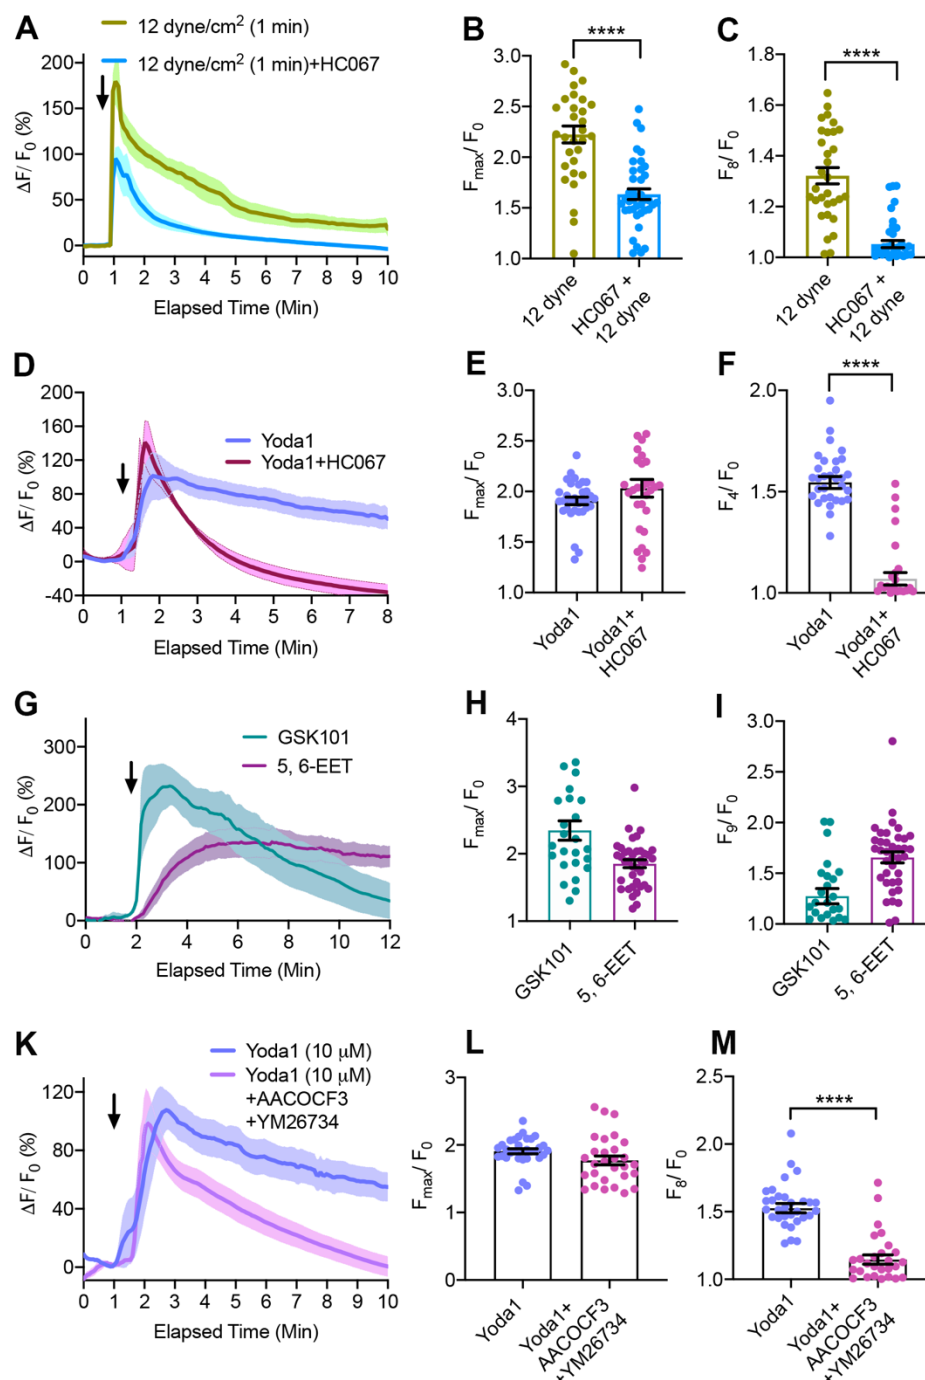 A
12 dyne/cm² (1 min)
12 dyne/cm² (1 min)+HC067
ΔF/ F₀ (%)
200
150
100
50
0
0 1 2 3 4 5 6 7 8 9 10
Elapsed Time (Min)
B
****
Fmax/ F₀
3.0
2.5
2.0
1.5
1.0
12 dyne
HC067 +
12 dyne
C
****
F₈/ F₀
1.8
1.6
1.4
1.2
1.0
12 dyne
HC067 +
12 dyne
D
Yoda1
Yoda1+HC067
ΔF/ F₀ (%)
200
160
120
80
40
0
-40
0 1 2 3 4 5 6 7 8
Elapsed Time (Min)
E
Fmax/ F₀
3.0
2.5
2.0
1.5
1.0
Yoda1
Yoda1+
HC067
F
****
F₄/ F₀
2.0
1.5
1.0
Yoda1
Yoda1+
HC067
G
GSK101
5, 6-EET
ΔF/ F₀ (%)
300
200
100
0
0 2 4 6 8 10 12
Elapsed Time (Min)
H
Fmax/ F₀
4
3
2
1
GSK101
5, 6-EET
I
F₉/ F₀
3.0
2.5
2.0
1.5
1.0
GSK101
5, 6-EET
K
Yoda1 (10 μM)
Yoda1 (10 μM)
+AACOCF3
+YM26734
ΔF/ F₀ (%)
120
80
40
0
0 1 2 3 4 5 6 7 8 9 10
Elapsed Time (Min)
L
Fmax/ F₀
3
2
1
0
Yoda1
Yoda1+
AACOCF3
+YM26734
M
****
F₈/ F₀
2.5
2.0
1.5
1.0
Yoda1
Yoda1+
AACOCF3
+YM26734